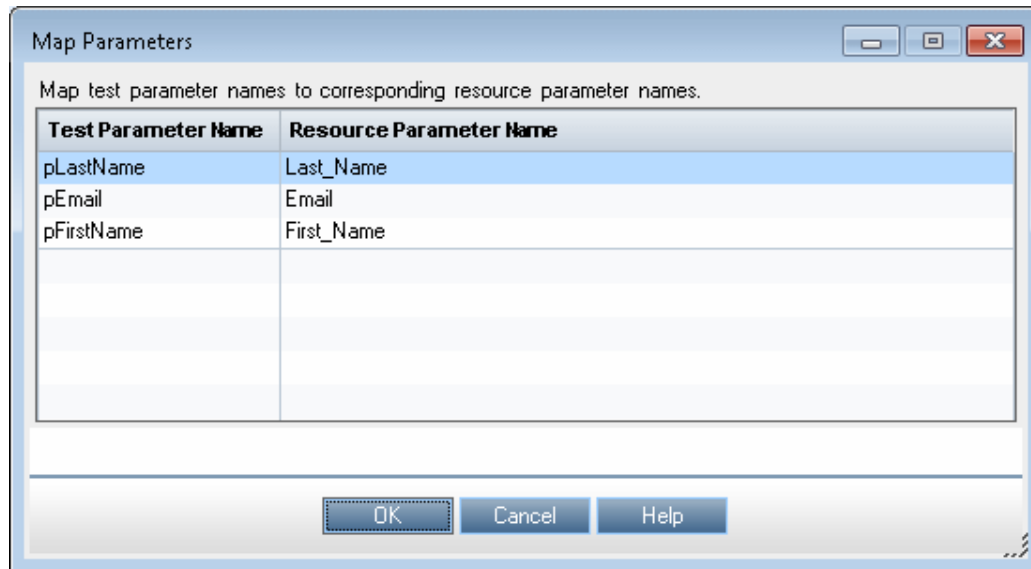 Map Parameters
Map test parameter names to corresponding resource parameter names.
Test Parameter Name Resource Parameter Name
pLastName Last_Name
pEmail Email
pFirstName First_Name
OK Cancel Help